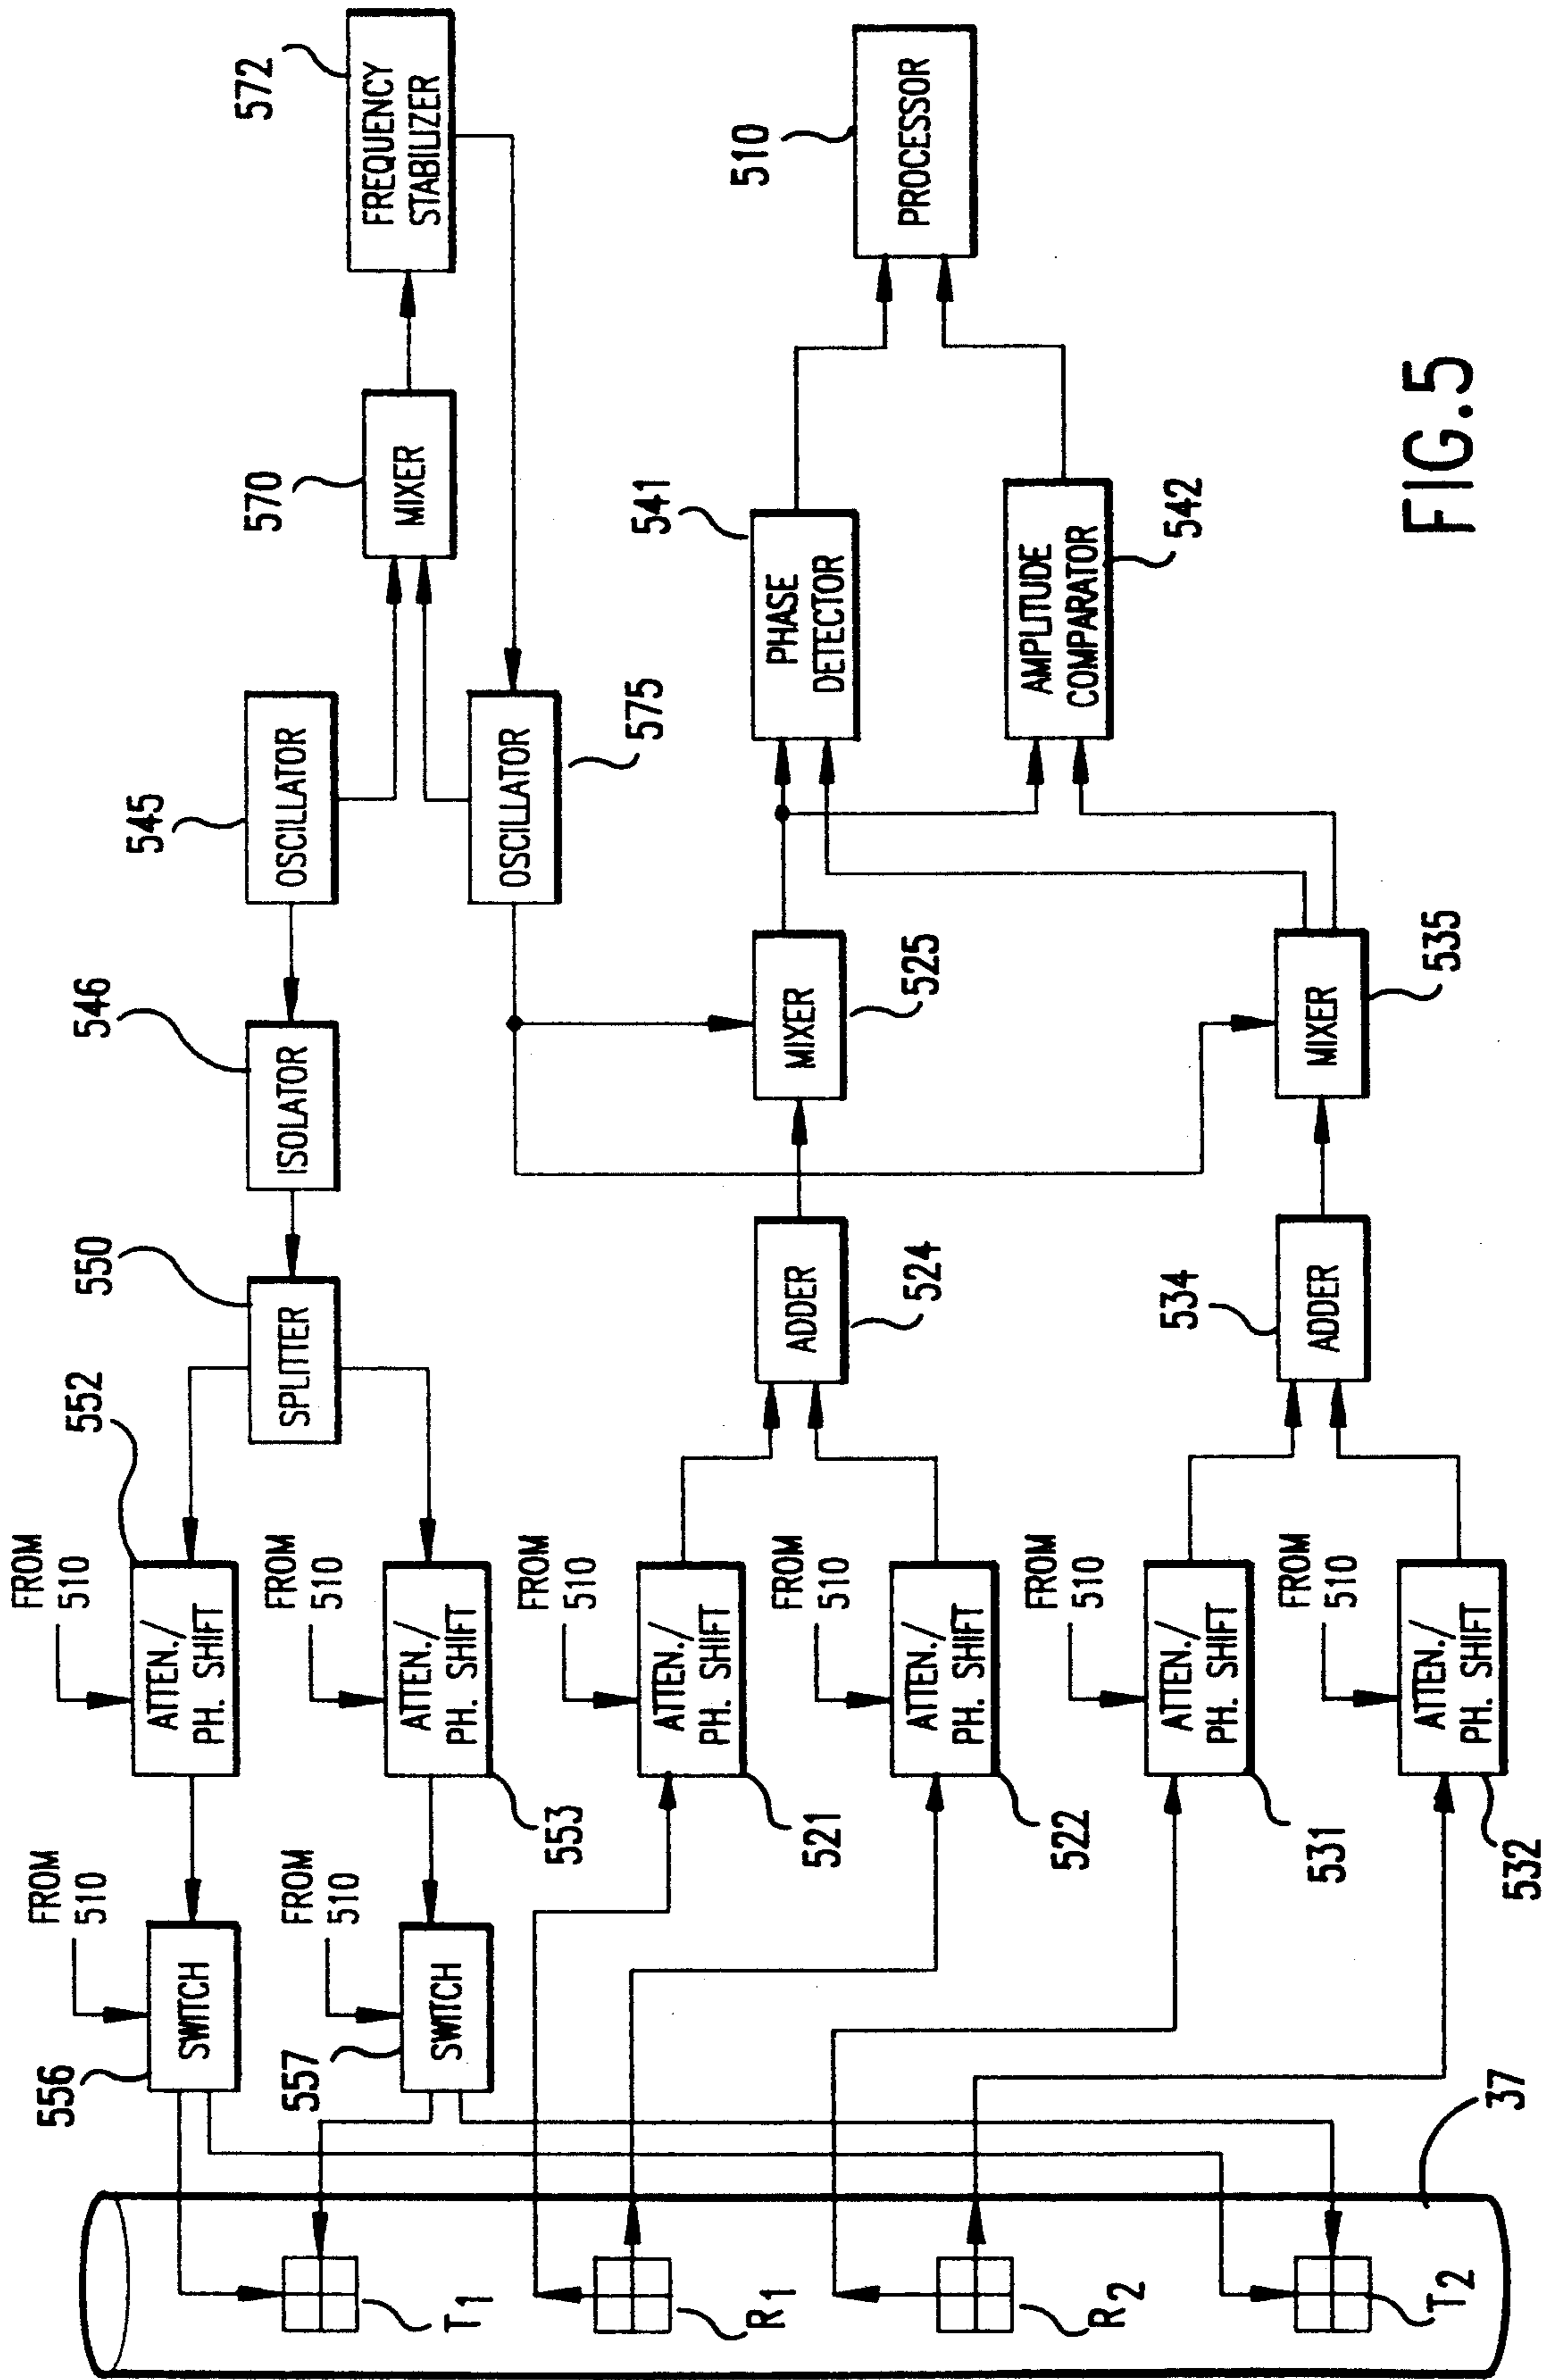 572
FREQUENCY
STABILIZER
570
MIXER
545
OSCILLATOR
OSCILLATOR
575
546
ISOLATOR
550
SPLITTER
552
FROM
510
ATTEN./
PH. SHIFT
FROM
510
ATTEN./
PH. SHIFT
553
FROM
510
SWITCH
556
FROM
510
SWITCH
557
510
PROCESSOR
541
PHASE
DETECTOR
AMPLITUDE
COMPARATOR
542
MIXER
525
MIXER
535
ADDER
524
534
ADDER
FROM
510
ATTEN./
PH. SHIFT
521
FROM
510
ATTEN./
PH. SHIFT
522
FROM
510
ATTEN./
PH. SHIFT
531
FROM
510
ATTEN./
PH. SHIFT
532
T1
R1
R2
T2
37
FIG.5